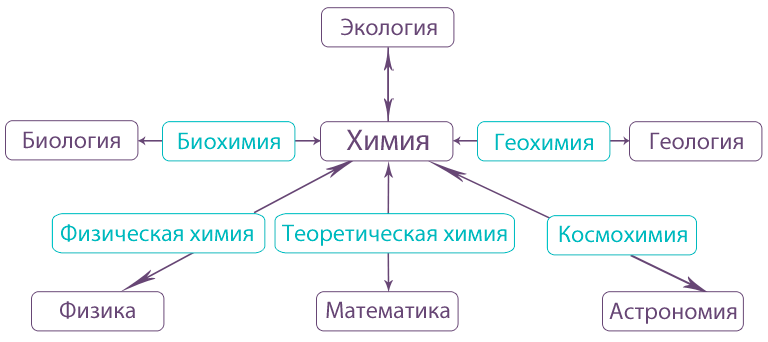 Экология
Биология
Биохимия
Химия
Геохимия
Геология
Физическая химия
Теоретическая химия
Космохимия
Физика
Математика
Астрономия